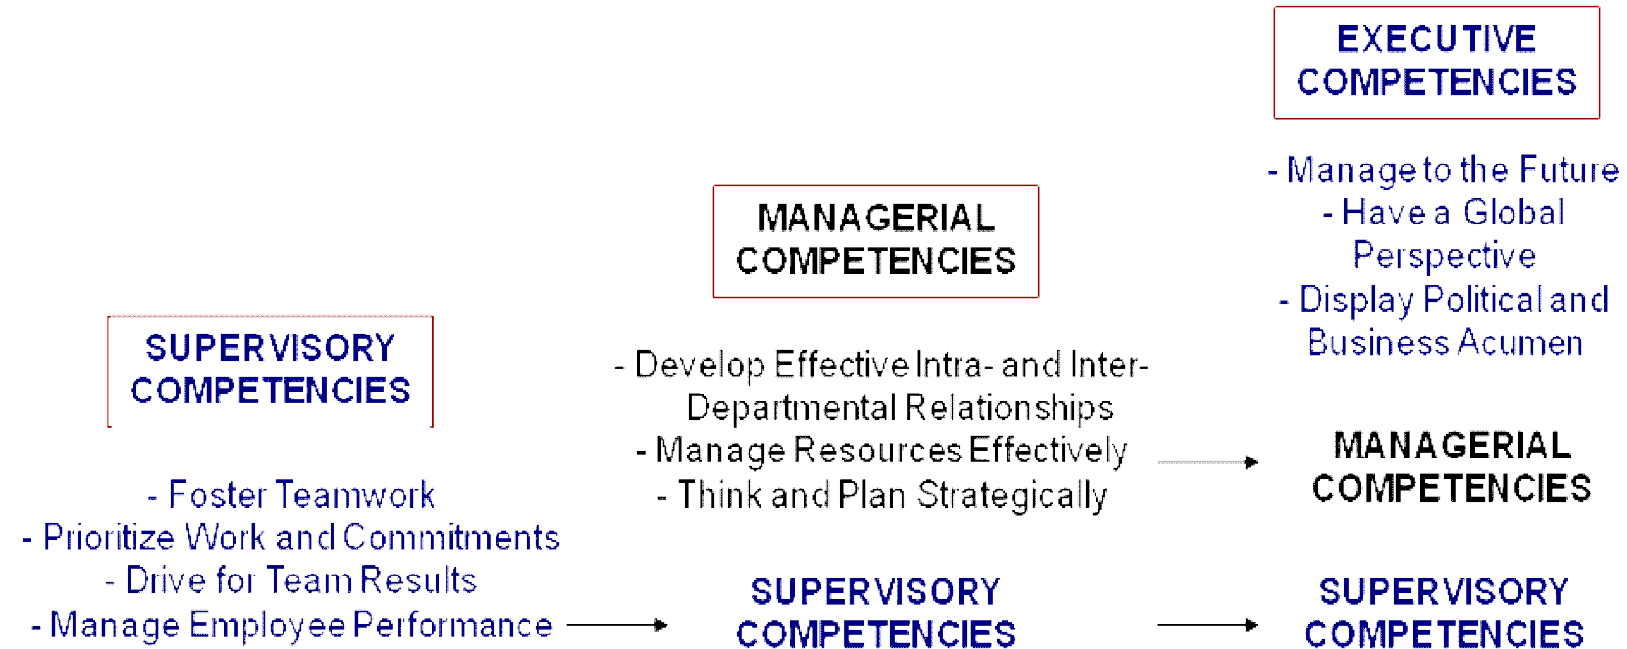 SUPERVISORY
COMPETENCIES
- Foster Teamwork
- Prioritize Work and Commitments
- Drive for Team Results
- Manage Employee Performance
MANAGERIAL
COMPETENCIES
- Develop Effective Intra- and Inter-
Departmental Relationships
- Manage Resources Effectively
- Think and Plan Strategically
SUPERVISORY
COMPETENCIES
EXECUTIVE
COMPETENCIES
- Manage to the Future
- Have a Global
Perspective
- Display Political and
Business Acumen
MANAGERIAL
COMPETENCIES
SUPERVISORY
COMPETENCIES